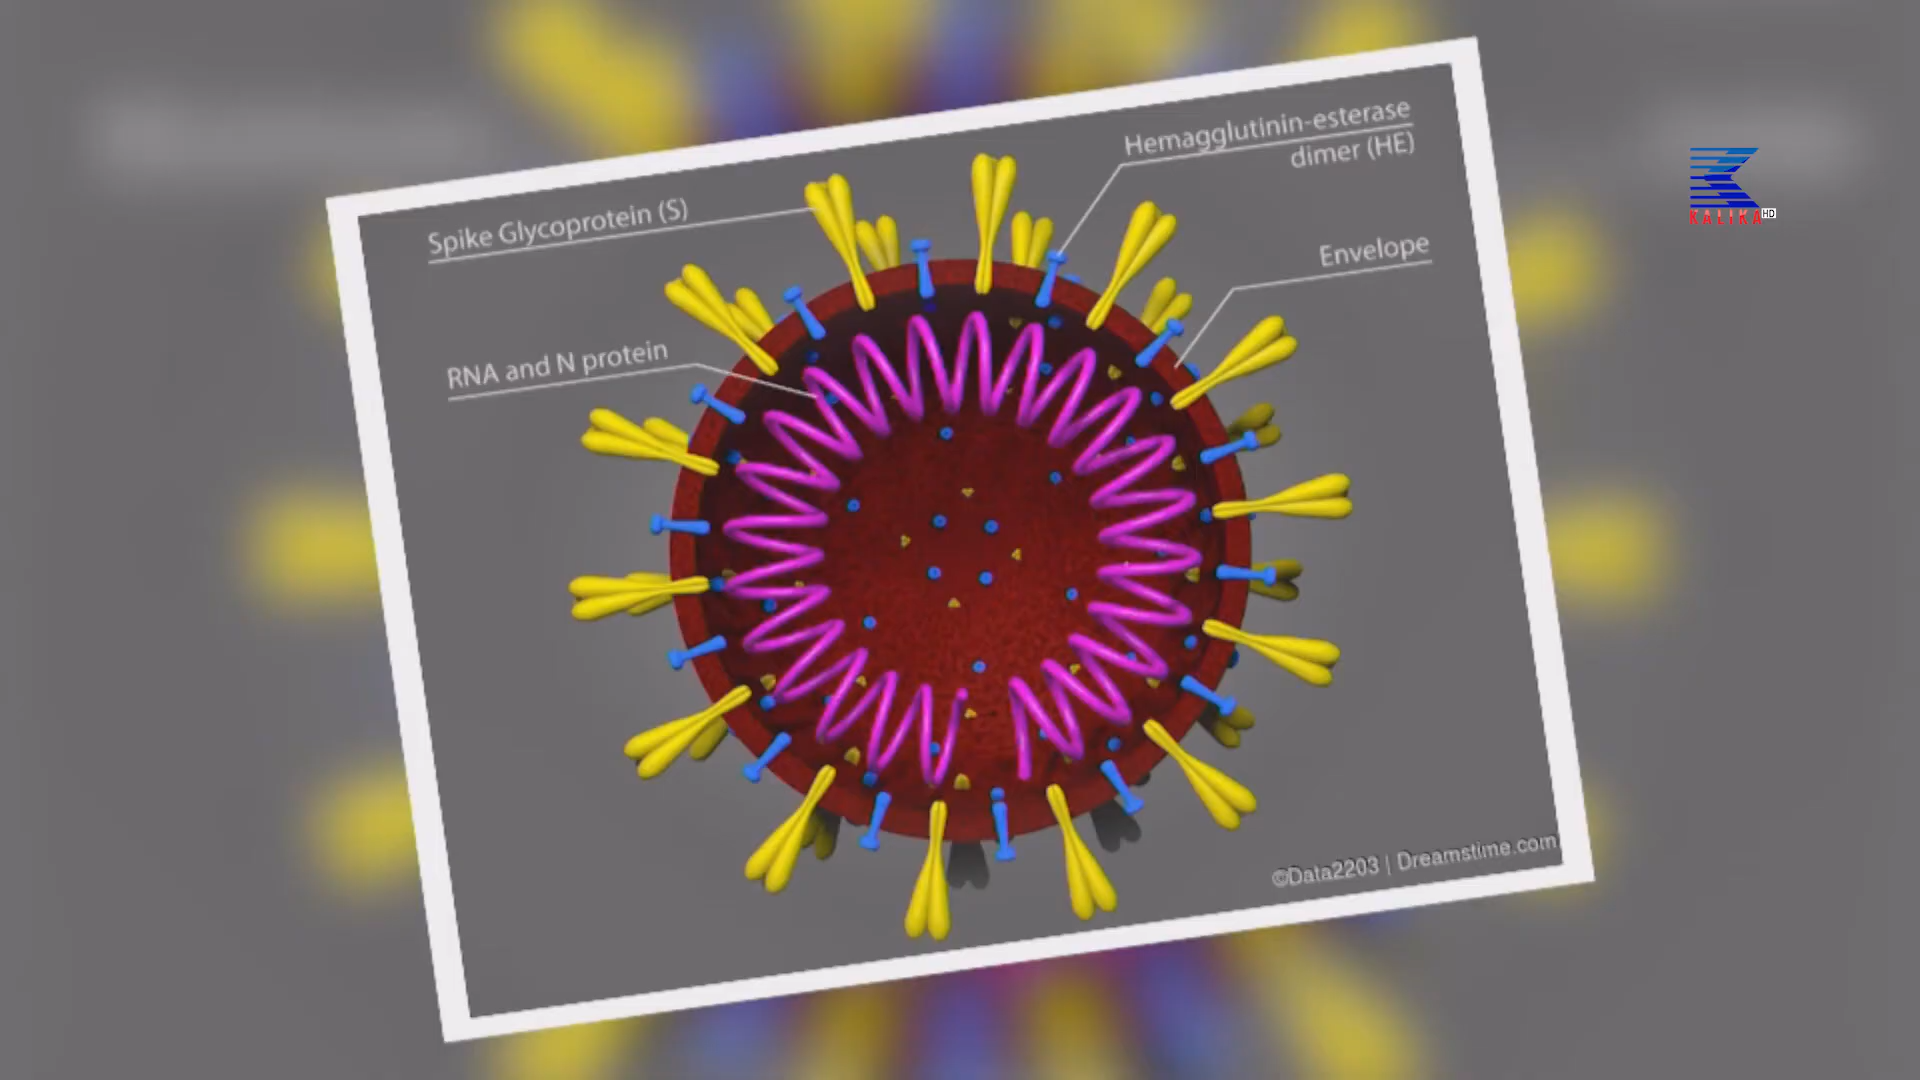 Hemagglutinin-esterase
dimer (HE)
Spike Glycoprotein (S)
Envelope
RNA and N protein
©Data2203 | Dreamstime.com
KALIKA HD